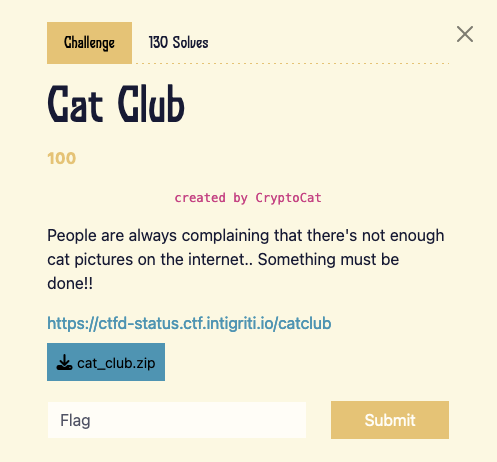 Challenge
130 Solves
Cat Club
100
created by CryptoCat
People are always complaining that there's not enough
cat pictures on the internet.. Something must be
done!!
https://ctfd-status.ctf.intigriti.io/catclub
cat_club.zip
Flag
Submit